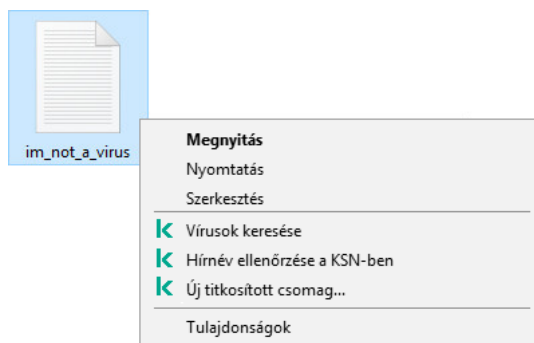 im_not_a_virus
Megnyitás
Nyomtatás
Szerkesztés
Vírusok keresése
Hírnév ellenőrzése a KSN-ben
Új titkosított csomag...
Tulajdonságok